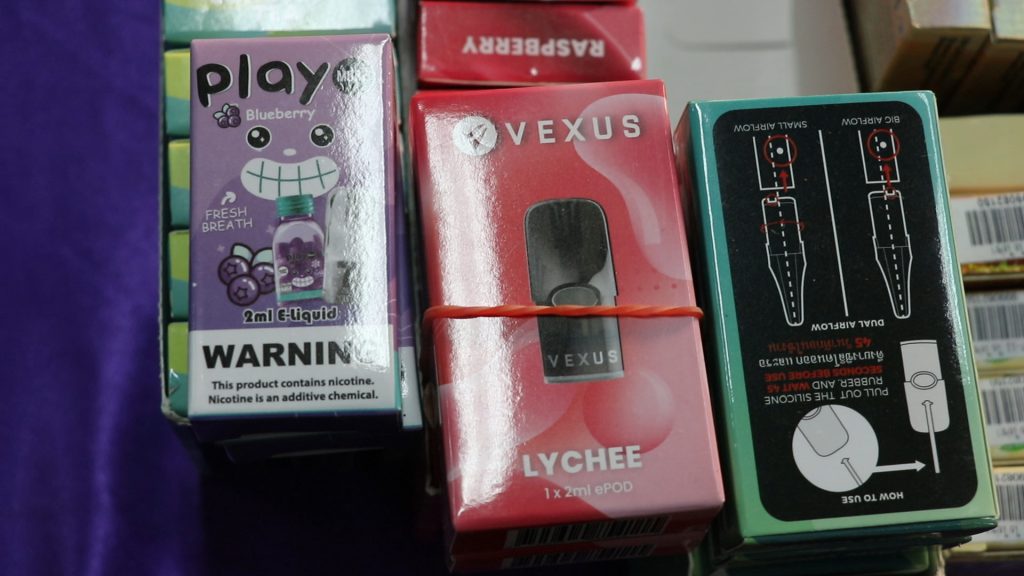 RASPBERRY
play
Blueberry
FRESH
BREATH
2ml E-liquid
WARNING
This product contains nicotine.
Nicotine is an additive chemical.
VEXUS
VEXUS
LYCHEE
1 x 2ml ePOD
HOW TO USE
PULL OUT THE SILICONE
RUBBER, AND WAIT 45
SECONDS BEFORE USE
DUAL AIRFLOW
BIG AIRFLOW
SMALL AIRFLOW